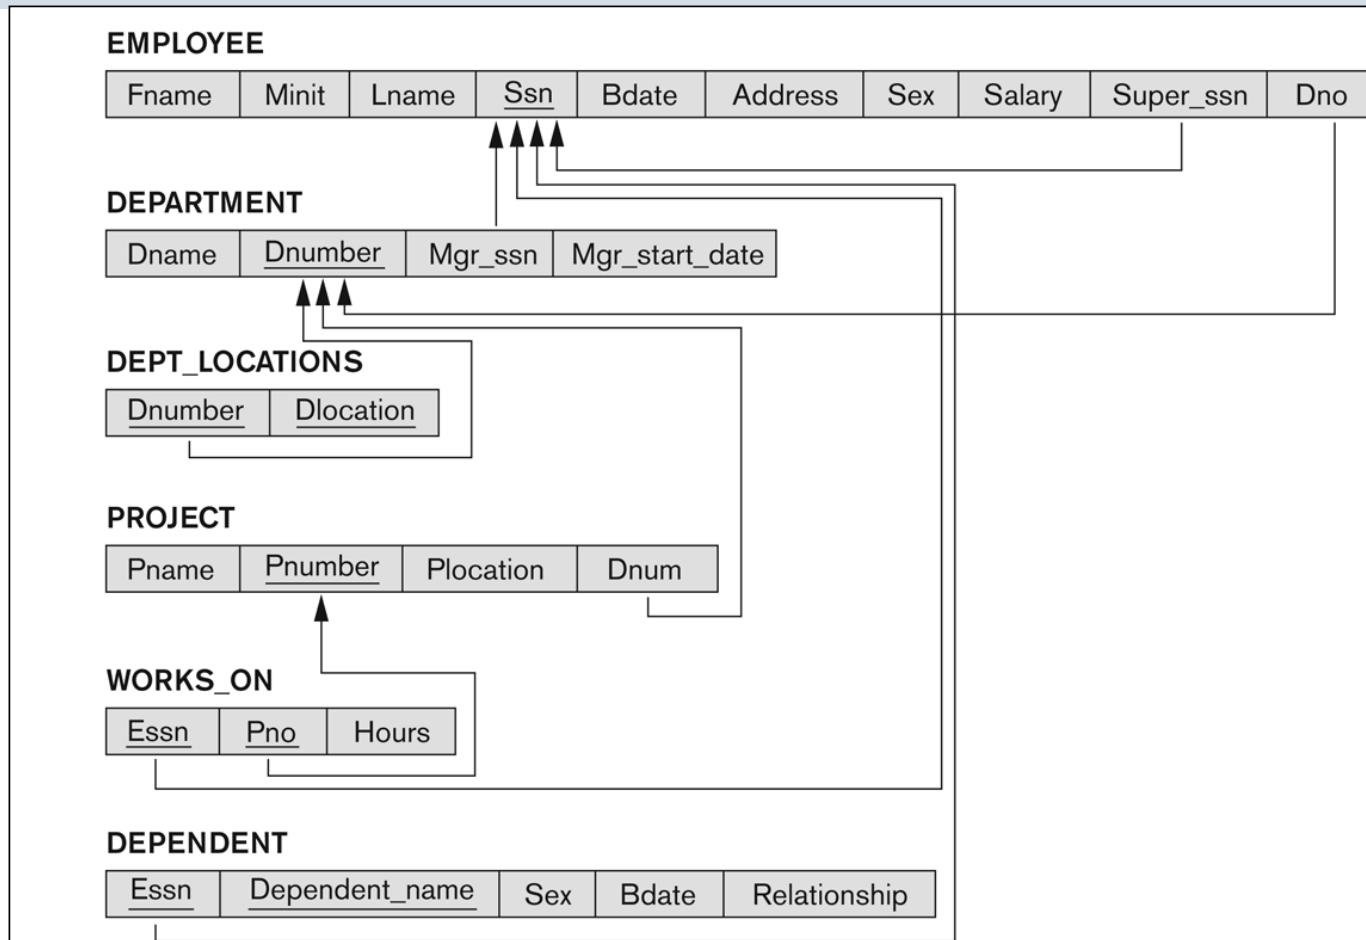 EMPLOYEE
Fname Minit Lname Ssn Bdate Address Sex Salary Super_ssn Dno
DEPARTMENT
Dname Dnumber Mgr_ssn Mgr_start_date
DEPT_LOCATIONS
Dnumber Dlocation
PROJECT
Pname Pnumber Plocation Dnum
WORKS_ON
Essn Pno Hours
DEPENDENT
Essn Dependent_name Sex Bdate Relationship